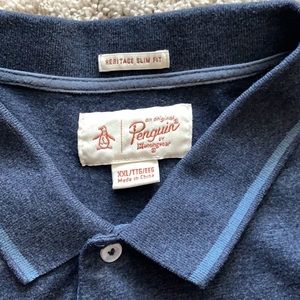 HERITAGE SLIM FIT
an original
Penguin
BY
Munsingwear
®
XXL/TTG/EEG
Made in China